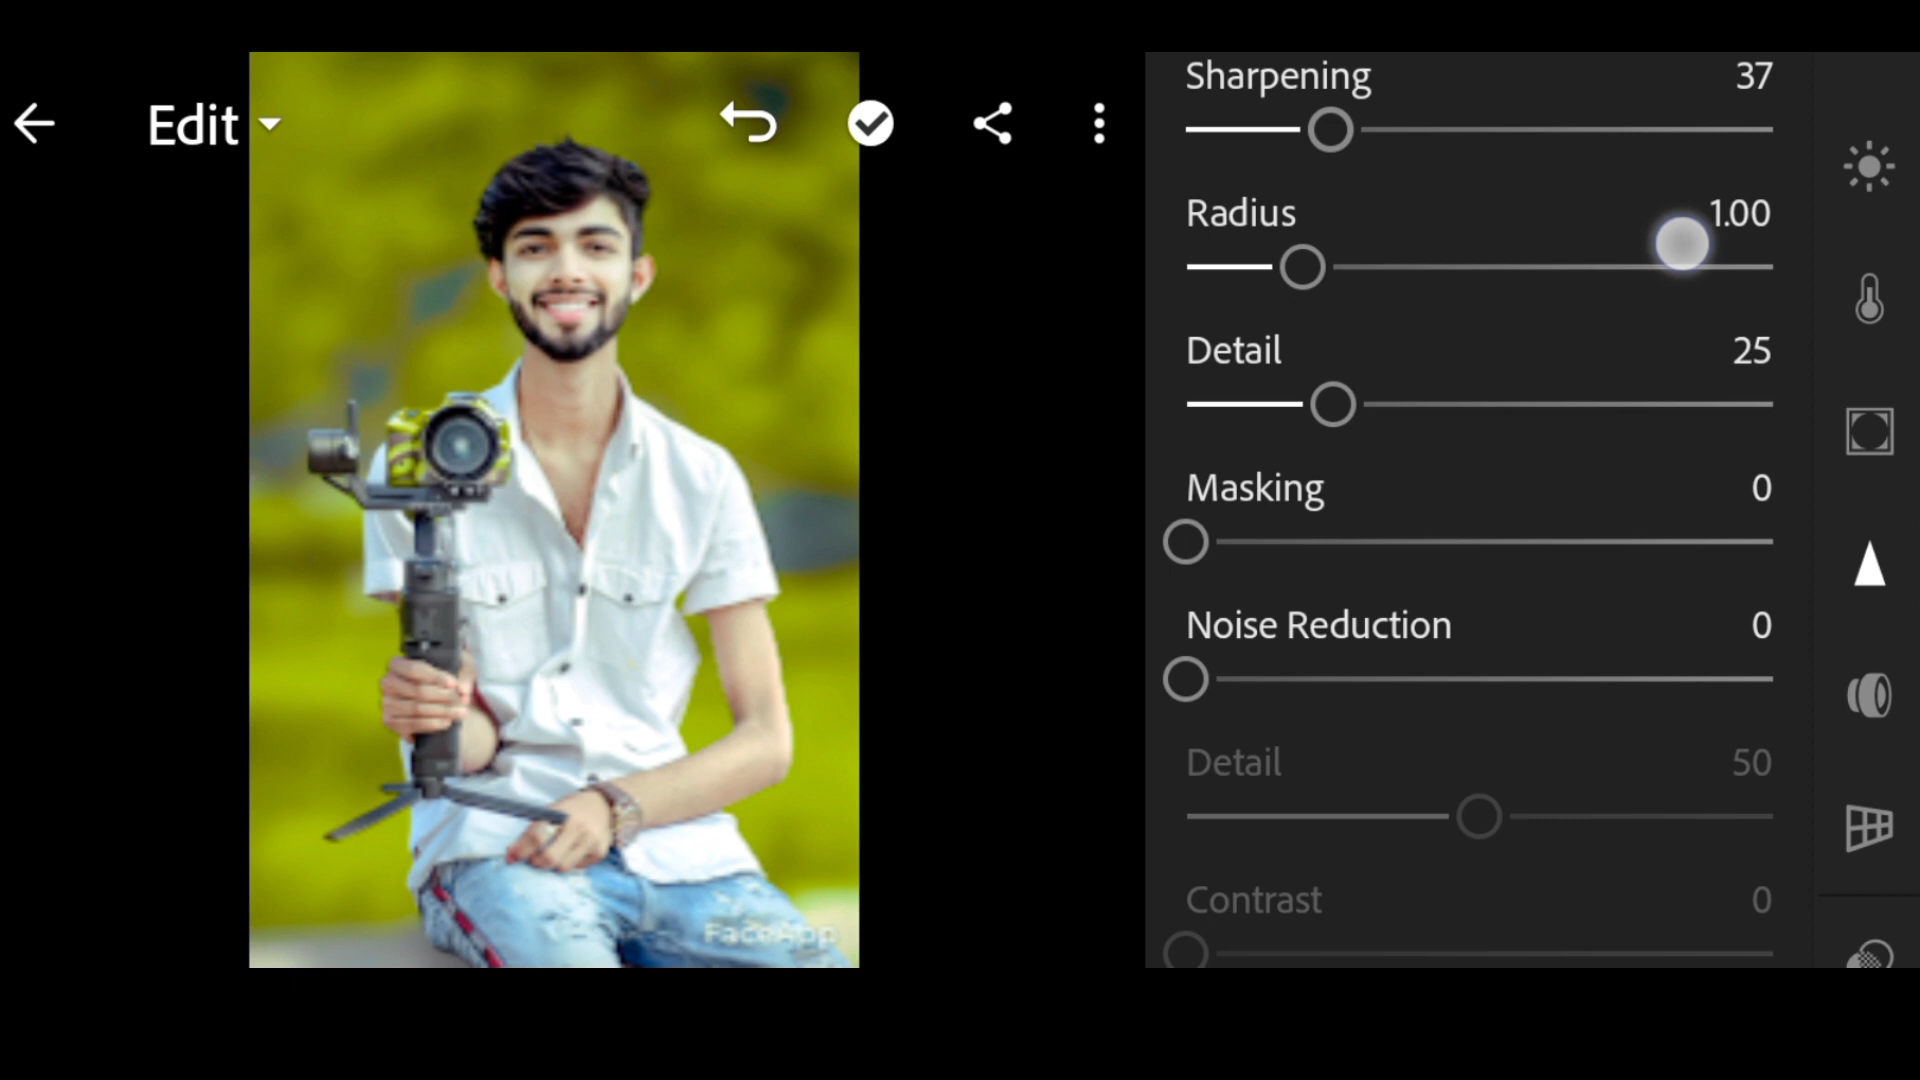 Edit
Sharpening 37
Radius 1.00
Detail 25
Masking 0
Noise Reduction 0
Detail 50
Contrast 0
FaceApp